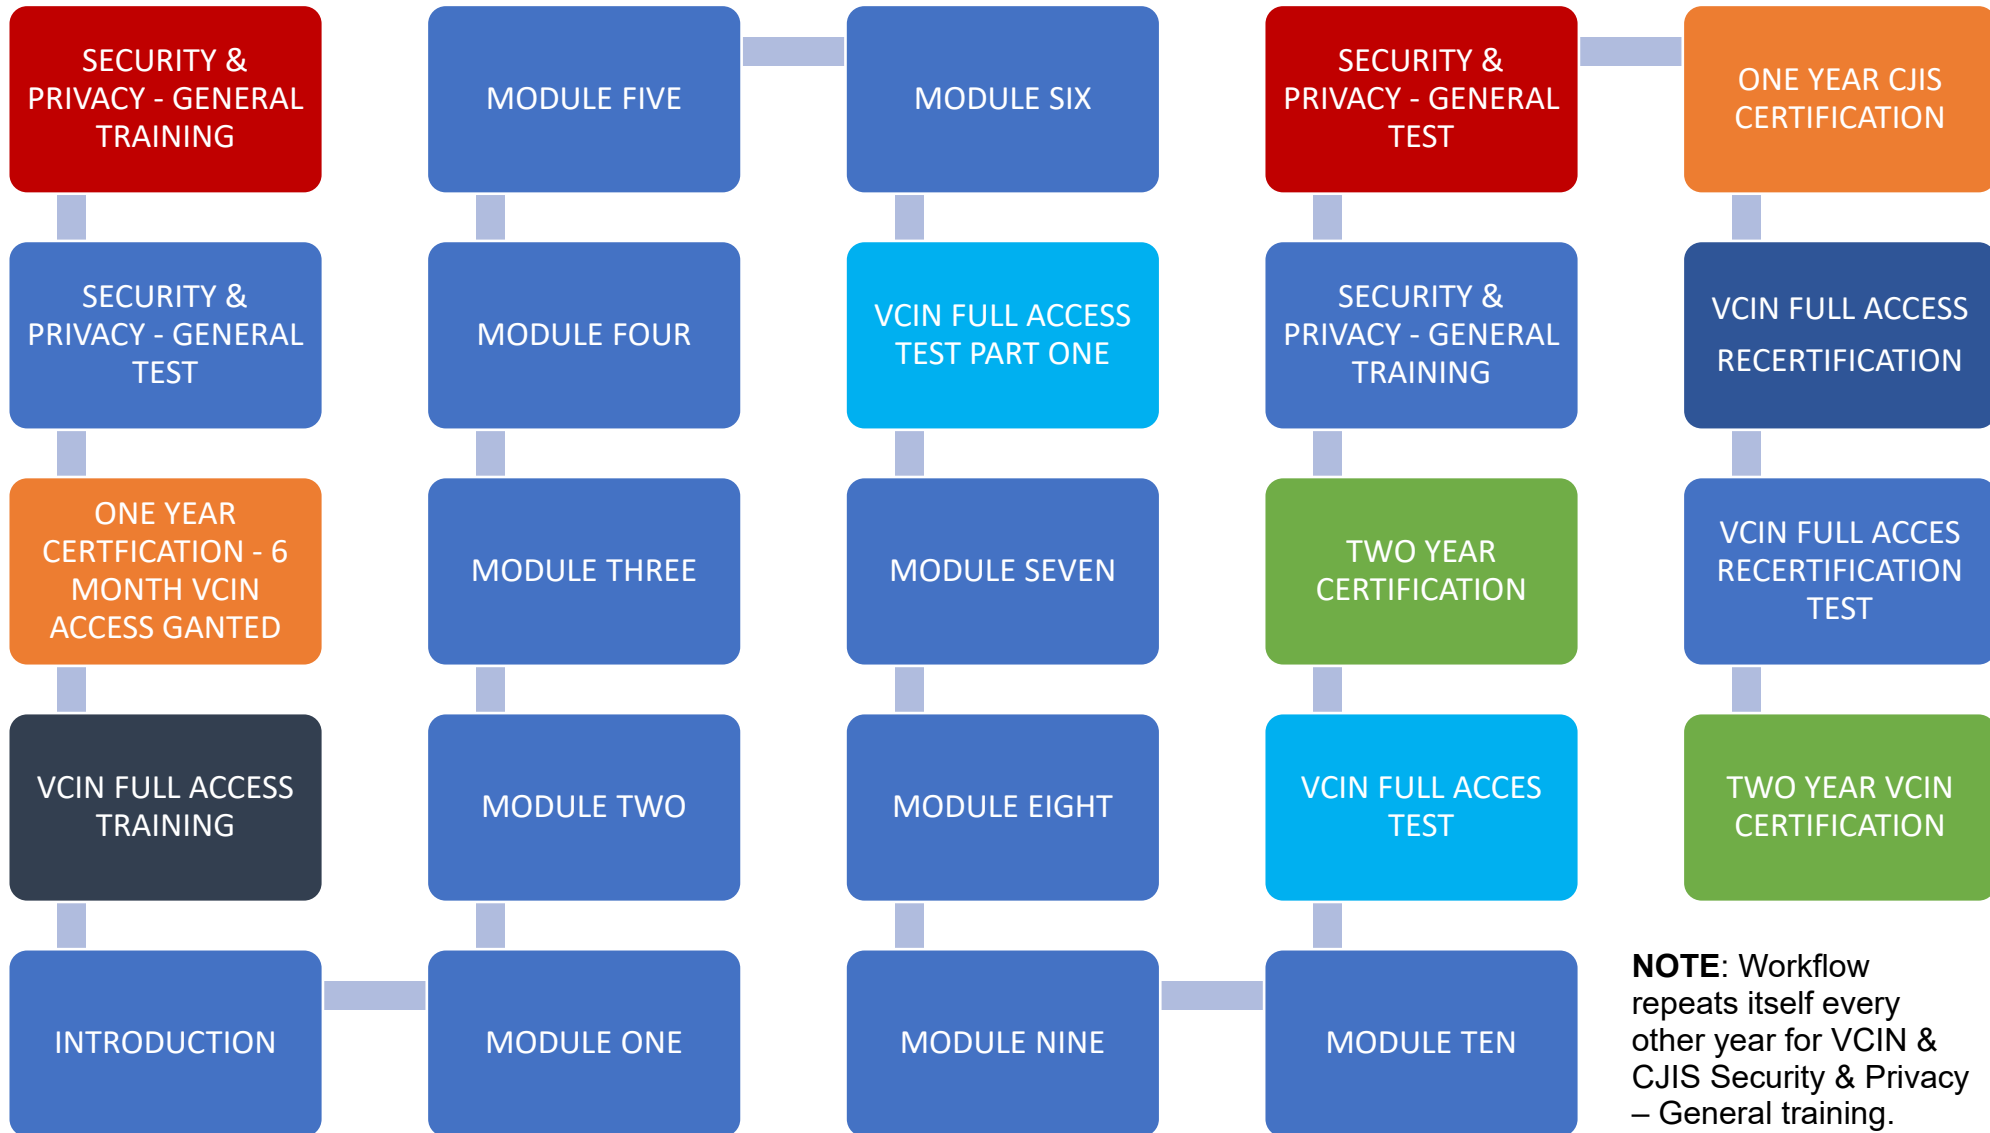 SECURITY &
PRIVACY - GENERAL
TRAINING
SECURITY &
PRIVACY - GENERAL
TEST
ONE YEAR
CERTFICATION - 6
MONTH VCIN
ACCESS GANTED
VCIN FULL ACCESS
TRAINING
INTRODUCTION
MODULE ONE
MODULE TWO
MODULE THREE
MODULE FOUR
MODULE FIVE
MODULE SIX
VCIN FULL ACCESS
TEST PART ONE
MODULE SEVEN
MODULE EIGHT
MODULE NINE
MODULE TEN
VCIN FULL ACCES
TEST
TWO YEAR
CERTIFICATION
SECURITY &
PRIVACY - GENERAL
TRAINING
SECURITY &
PRIVACY - GENERAL
TEST
ONE YEAR CJIS
CERTIFICATION
VCIN FULL ACCESS
RECERTIFICATION
VCIN FULL ACCES
RECERTIFICATION
TEST
TWO YEAR VCIN
CERTIFICATION
NOTE: Workflow
repeats itself every
other year for VCIN &
CJIS Security & Privacy
– General training.